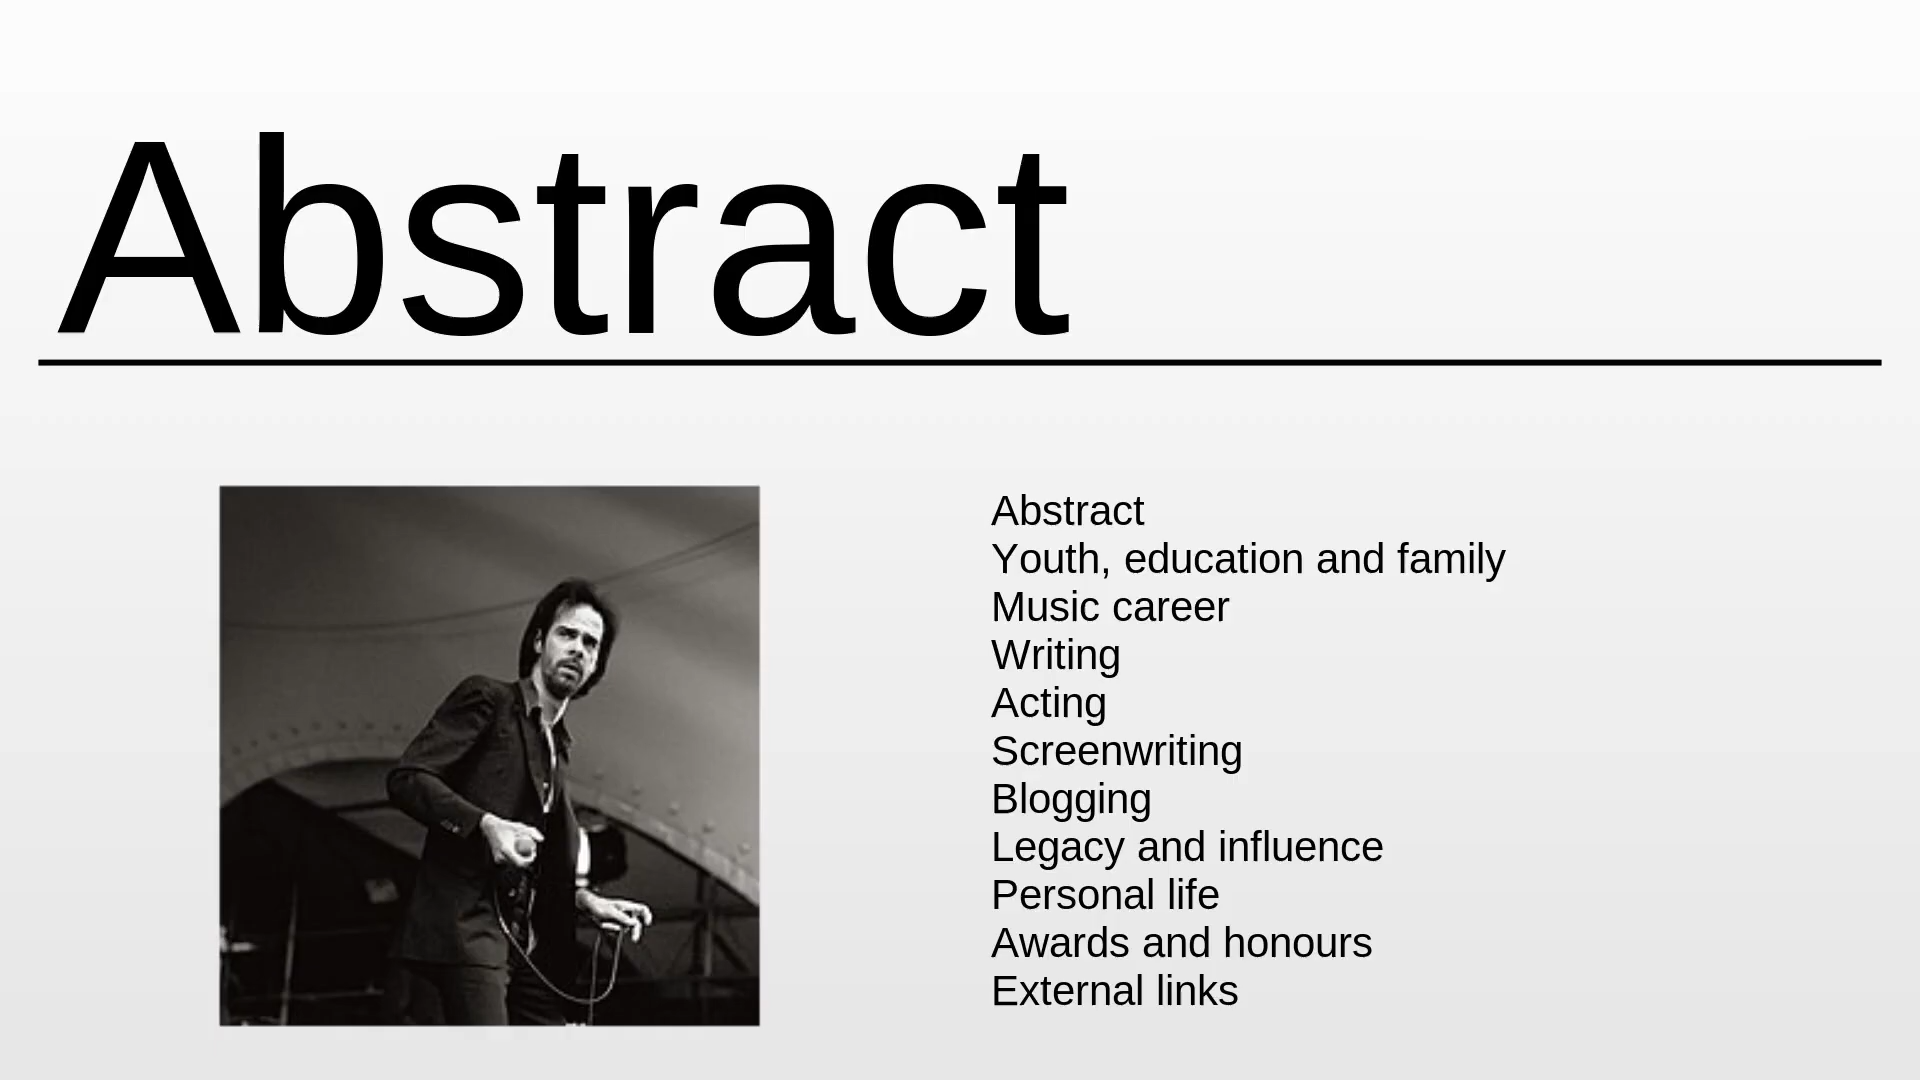 Abstract
Abstract
Youth, education and family
Music career
Writing
Acting
Screenwriting
Blogging
Legacy and influence
Personal life
Awards and honours
External links